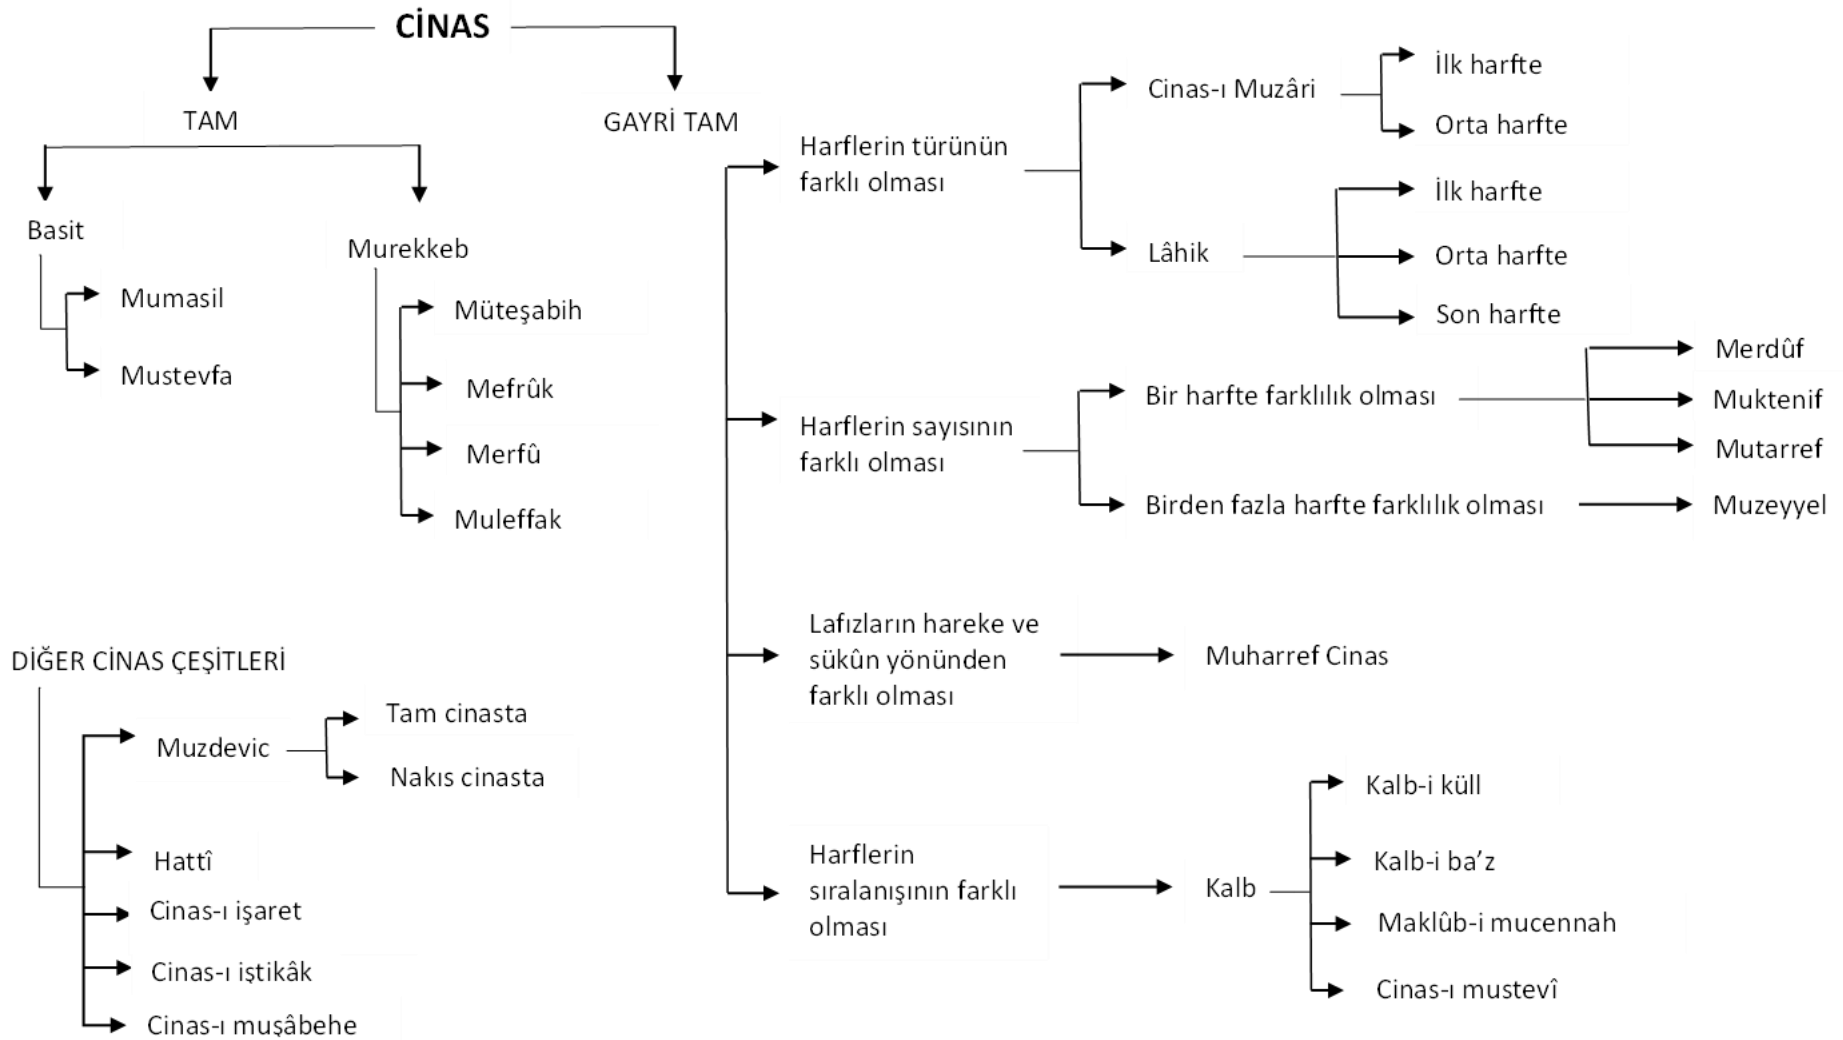 CİNAS
TAM
GAYRİ TAM
Basit
Mumasil
Mustevfa
Murekkeb
Müteşabih
Mefrûk
Merfû
Muleffak
Harflerin türünün
farklı olması
Cinas-ı Muzâri
İlk harfte
Orta harfte
Lâhik
İlk harfte
Orta harfte
Son harfte
Harflerin sayısının
farklı olması
Bir harfte farklılık olması
Merdûf
Muktenif
Mutarref
Birden fazla harfte farklılık olması
Muzeyyel
Lafızların hareke ve
sükûn yönünden
farklı olması
Muharref Cinas
Harflerin
sıralanışının farklı
olması
Kalb
Kalb-i küll
Kalb-i ba’z
Maklûb-i mucennah
Cinas-ı mustevî
DİĞER CİNAS ÇEŞİTLERİ
Muzdevic
Tam cinasta
Nakıs cinasta
Hattî
Cinas-ı işaret
Cinas-ı iştikâk
Cinas-ı muşâbehe